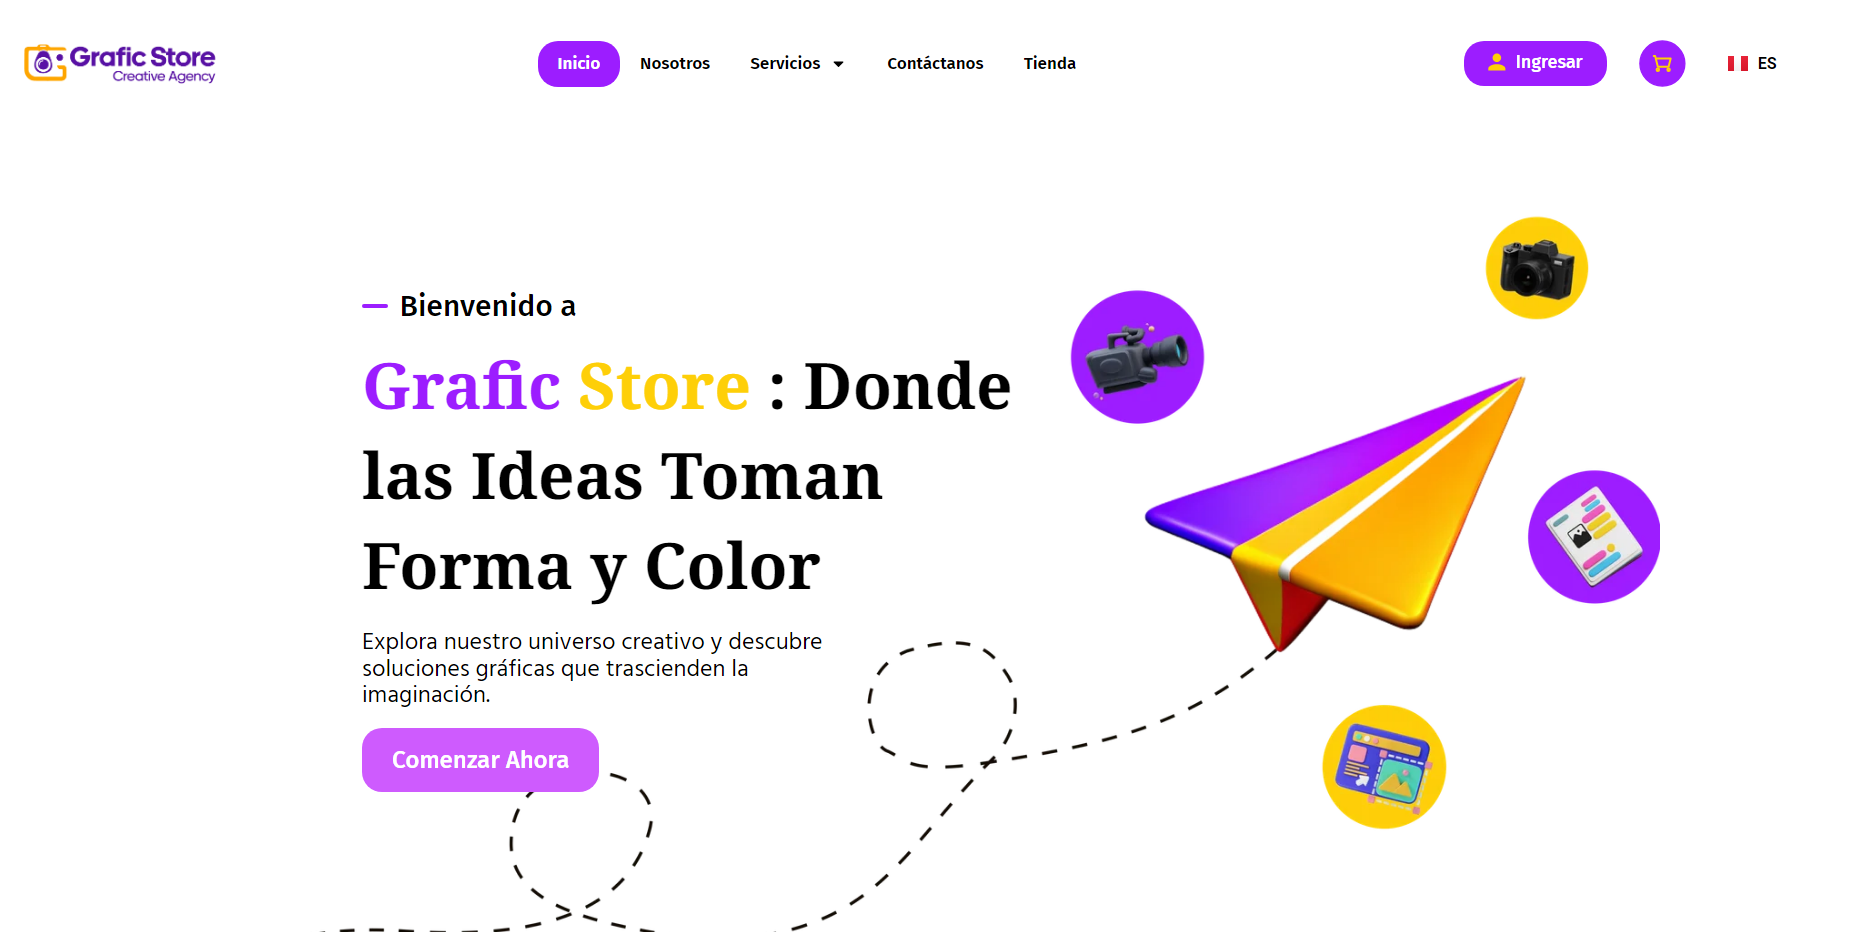 Grafic Store
Creative Agency
Inicio
Nosotros
Servicios
Contáctanos
Tienda
Ingresar
ES
Bienvenido a
Grafic Store : Donde
las Ideas Toman
Forma y Color
Explora nuestro universo creativo y descubre
soluciones gráficas que trascienden la
imaginación.
Comenzar Ahora